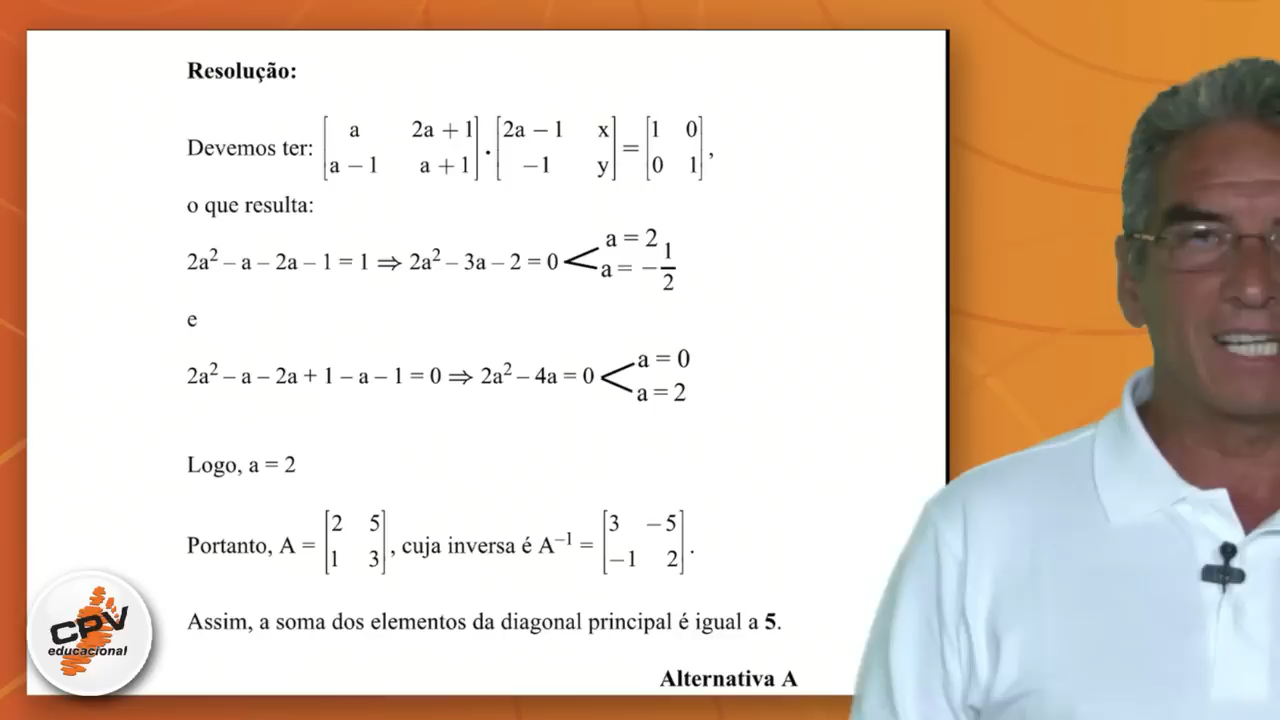 Resolução:
Devemos ter: [a 2a + 1; a − 1 a + 1] · [2a − 1 x; −1 y] = [1 0; 0 1],
o que resulta:
2a² – a – 2a – 1 = 1 ⇒ 2a² – 3a – 2 = 0 < a = 2; a = −1/2
e
2a² – a – 2a + 1 – a – 1 = 0 ⇒ 2a² – 4a = 0 < a = 0; a = 2
Logo, a = 2
Portanto, A = [2 5; 1 3], cuja inversa é A⁻¹ = [3 −5; −1 2].
Assim, a soma dos elementos da diagonal principal é igual a 5.
Alternativa A
CPV
educacional